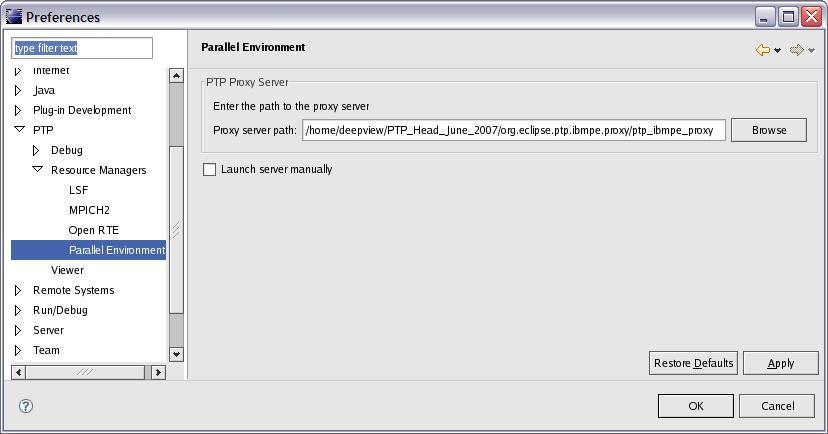 Preferences
type filter text
Internet
Java
Plug-in Development
PTP
Debug
Resource Managers
LSF
MPICH2
Open RTE
Parallel Environment
Viewer
Remote Systems
Run/Debug
Server
Team
Parallel Environment
PTP Proxy Server
Enter the path to the proxy server
Proxy server path: /home/deepview/PTP_Head_June_2007/org.eclipse.ptp.ibmpe.proxy/ptp_ibmpe_proxy Browse
Launch server manually
Restore Defaults Apply
? OK Cancel